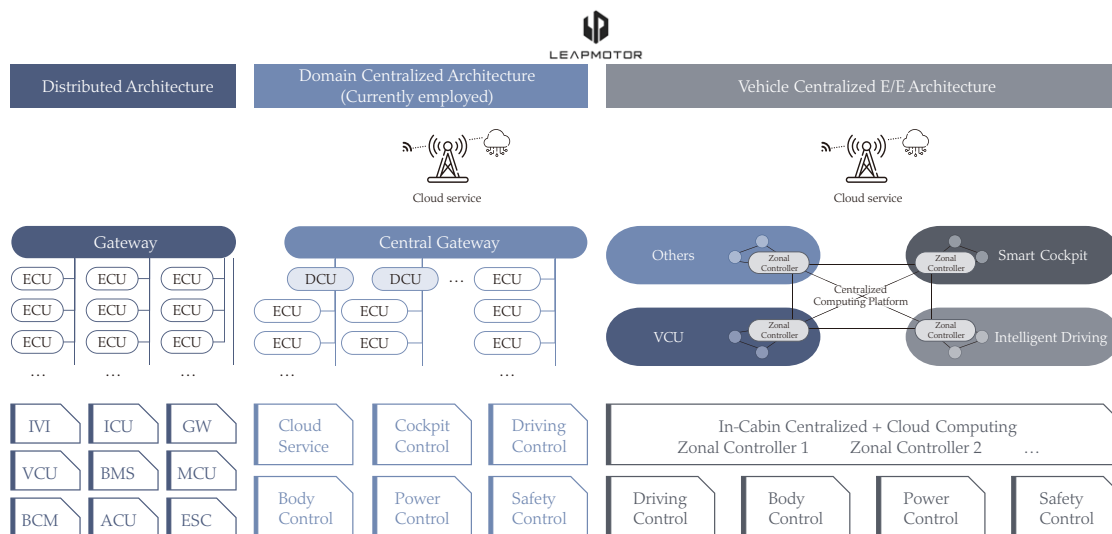 LEAPMOTOR
Distributed Architecture
Domain Centralized Architecture
(Currently employed)
Vehicle Centralized E/E Architecture
Cloud service
Cloud service
Gateway
ECU ECU ECU
ECU ECU ECU
ECU ECU ECU
… … …
Central Gateway
DCU DCU … ECU
ECU ECU ECU
ECU ECU ECU
… …
Others
Zonal
Controller
Zonal
Controller
Smart Cockpit
Centralized
Computing Platform
VCU
Zonal
Controller
Zonal
Controller
Intelligent Driving
IVI ICU GW
VCU BMS MCU
BCM ACU ESC
Cloud
Service
Cockpit
Control
Driving
Control
Body
Control
Power
Control
Safety
Control
In-Cabin Centralized + Cloud Computing
Zonal Controller 1 Zonal Controller 2 …
Driving
Control
Body
Control
Power
Control
Safety
Control